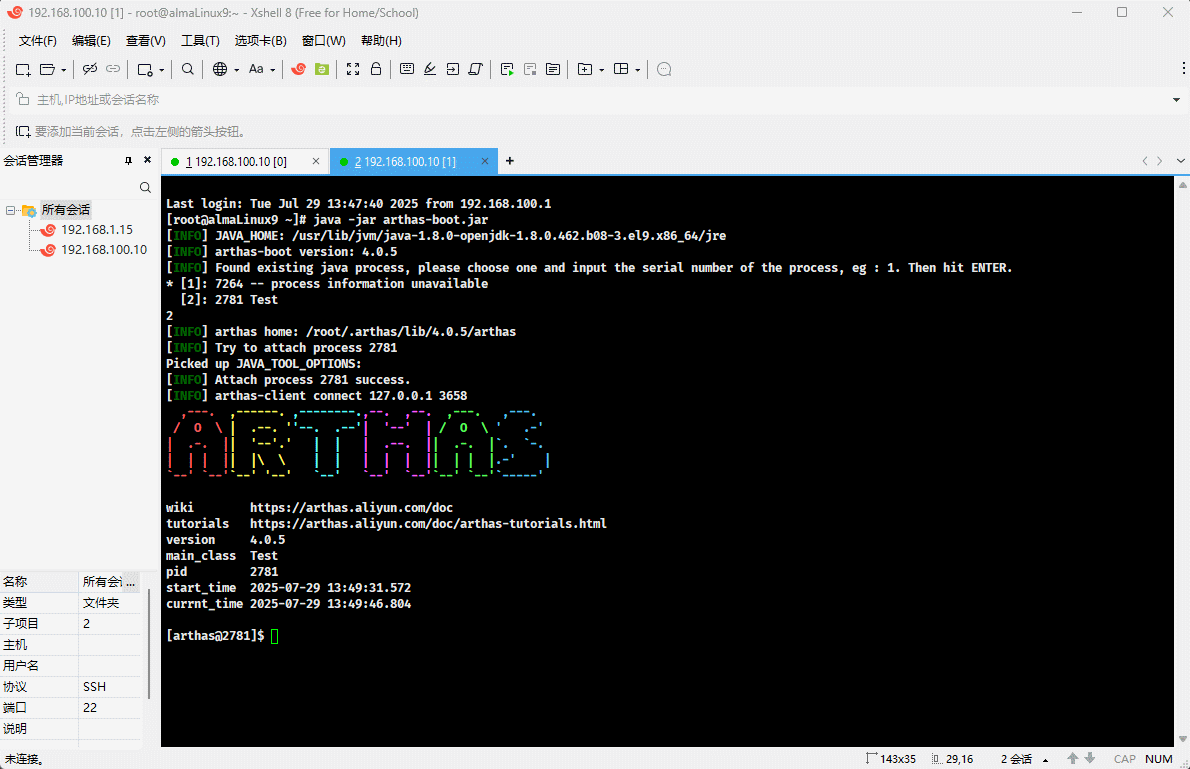 192.168.100.10 [1] - root@almaLinux9:~ - Xshell 8 (Free for Home/School)
文件(F) 编辑(E) 查看(V) 工具(T) 选项卡(B) 窗口(W) 帮助(H)
Aa
主机,IP地址或会话名称
要添加当前会话，点击左侧的箭头按钮。
会话管理器
1 192.168.100.10 [0]
2 192.168.100.10 [1]
所有会话
192.168.1.15
192.168.100.10
Last login: Tue Jul 29 13:47:40 2025 from 192.168.100.1
[root@almaLinux9 ~]# java -jar arthas-boot.jar
[INFO] JAVA_HOME: /usr/lib/jvm/java-1.8.0-openjdk-1.8.0.462.b08-3.el9.x86_64/jre
[INFO] arthas-boot version: 4.0.5
[INFO] Found existing java process, please choose one and input the serial number of the process, eg : 1. Then hit ENTER.
* [1]: 7264 -- process information unavailable
[2]: 2781 Test
2
[INFO] arthas home: /root/.arthas/lib/4.0.5/arthas
[INFO] Try to attach process 2781
Picked up JAVA_TOOL_OPTIONS:
[INFO] Attach process 2781 success.
[INFO] arthas-client connect 127.0.0.1 3658
ARTHAS
wiki https://arthas.aliyun.com/doc
tutorials https://arthas.aliyun.com/doc/arthas-tutorials.html
version 4.0.5
main_class Test
pid 2781
start_time 2025-07-29 13:49:31.572
currnt_time 2025-07-29 13:49:46.804
[arthas@2781]$
名称 所有会话 ...
类型 文件夹
子项目 2
主机
用户名
协议 SSH
端口 22
说明
未连接。
143x35 29,16 2 会话 CAP NUM